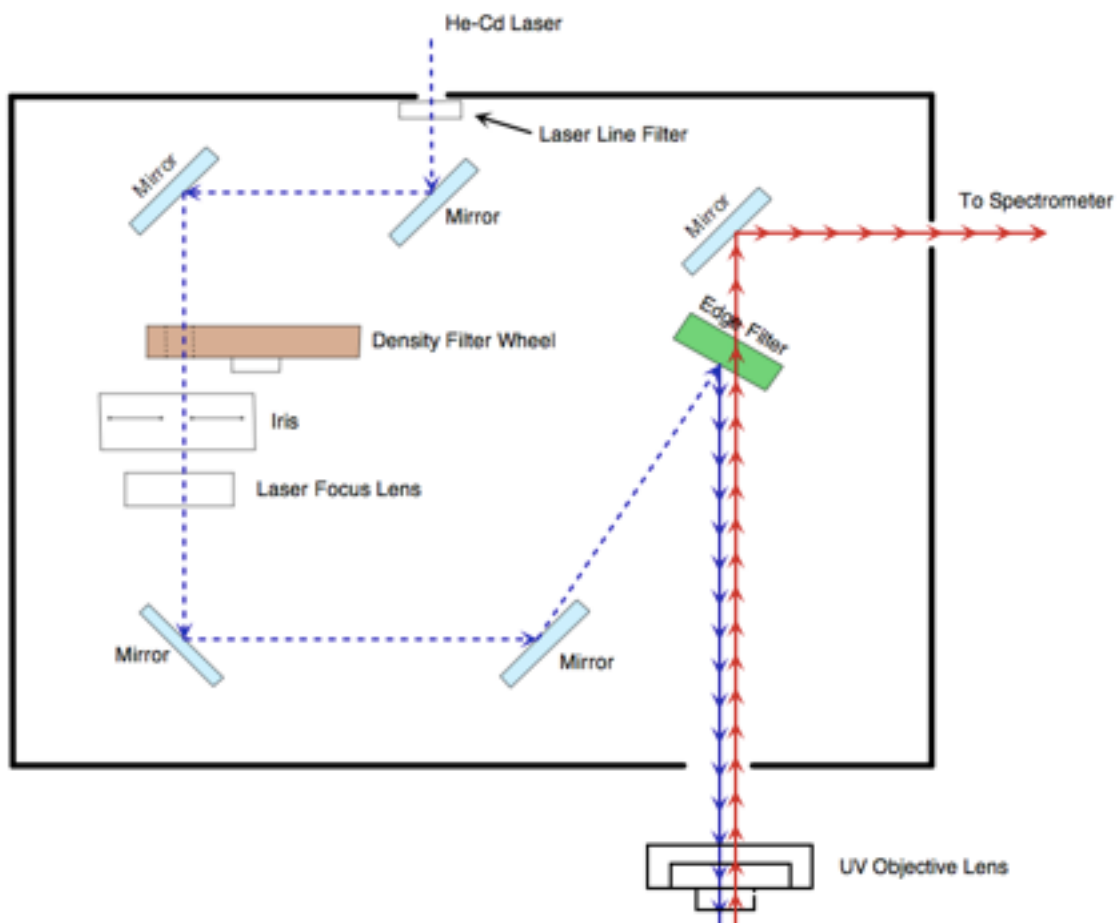 He-Cd Laser
Laser Line Filter
Mirror
Mirror
Mirror
To Spectrometer
Edge Filter
Density Filter Wheel
Iris
Laser Focus Lens
Mirror
Mirror
UV Objective Lens